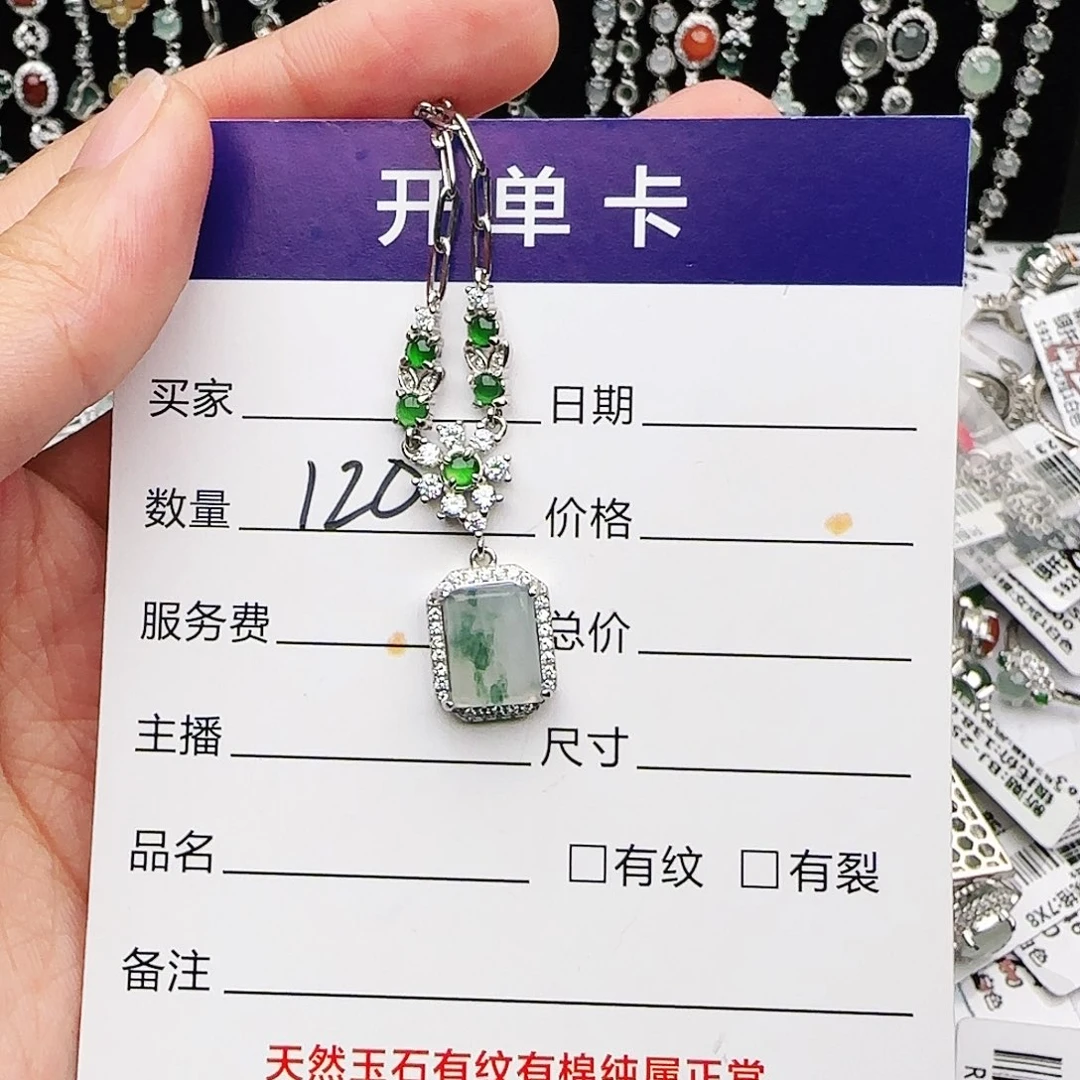 开单卡
买家 日期
数量 120 价格
服务费 总价
主播 尺寸
品名 □有纹 □有裂
备注
天然玉石有纹有棉纯属正常